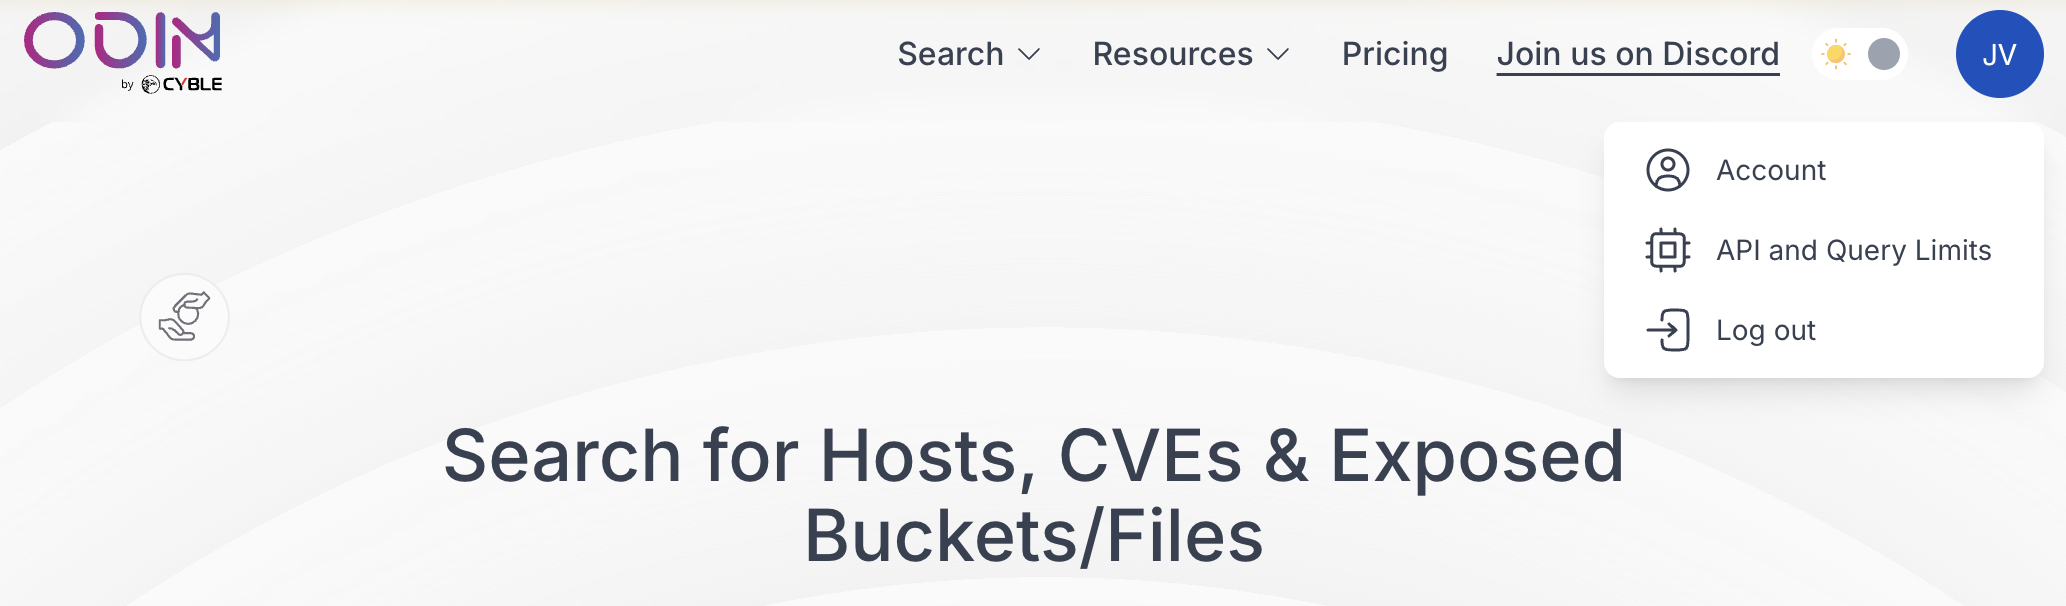 ODIN
by CYBLE
Search
Resources
Pricing
Join us on Discord
JV
Account
API and Query Limits
Log out
Search for Hosts, CVEs & Exposed
Buckets/Files